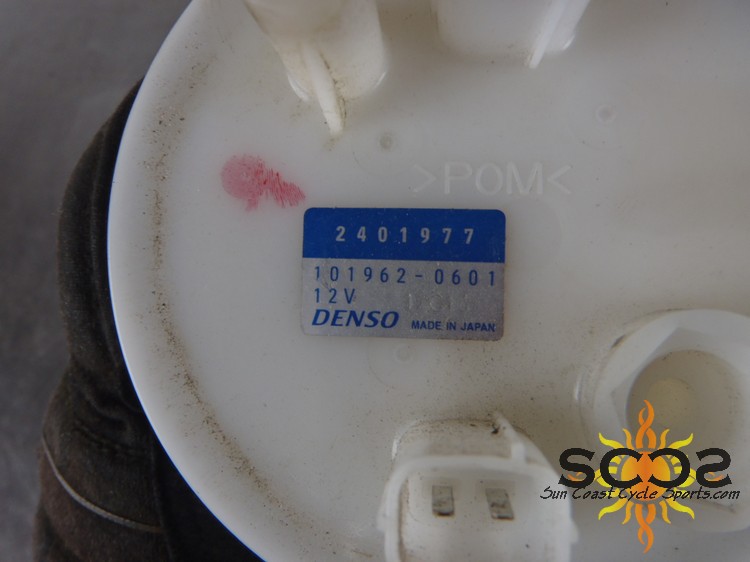 >POM<
2401977
101962-0601
12V
DENSO MADE IN JAPAN
SCCS
Sun Coast Cycle Sports.com